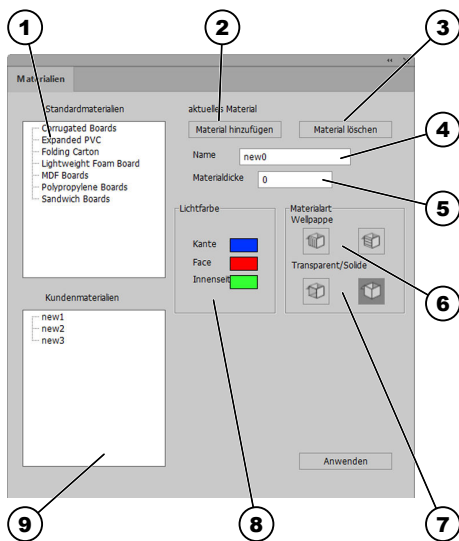 1
2
3
Materialien
Standardmaterialien
Corrugated Boards
Expanded PVC
Folding Carton
Lightweight Foam Board
MDF Boards
Polypropylene Boards
Sandwich Boards
aktuelles Material
Material hinzufügen
Material löschen
4
Name
new0
Materialdicke
0
5
Lichtfarbe
Kante
Face
Innenseit
Materialart
Wellpappe
Transparent/Solide
6
Kundenmaterialien
new1
new2
new3
Anwenden
9
8
7